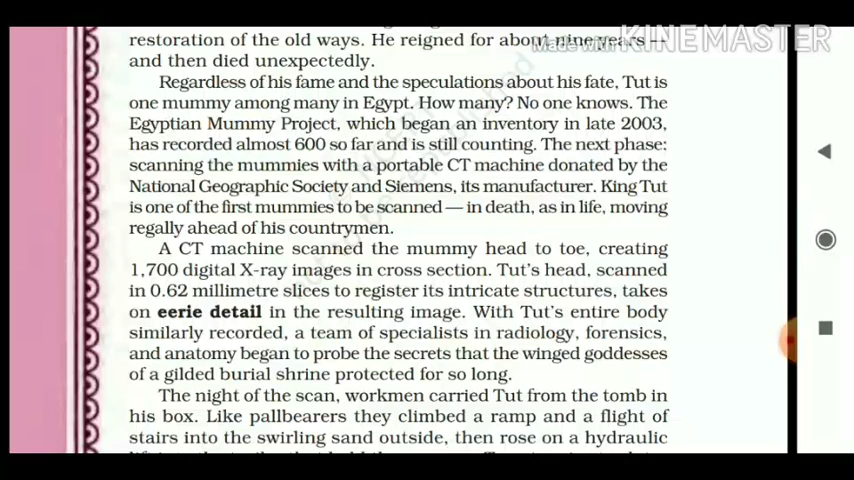 Made with KINEMASTER
restoration of the old ways. He reigned for about nine years —
and then died unexpectedly.
Regardless of his fame and the speculations about his fate, Tut is
one mummy among many in Egypt. How many? No one knows. The
Egyptian Mummy Project, which began an inventory in late 2003,
has recorded almost 600 so far and is still counting. The next phase:
scanning the mummies with a portable CT machine donated by the
National Geographic Society and Siemens, its manufacturer. King Tut
is one of the first mummies to be scanned — in death, as in life, moving
regally ahead of his countrymen.
A CT machine scanned the mummy head to toe, creating
1,700 digital X-ray images in cross section. Tut's head, scanned
in 0.62 millimetre slices to register its intricate structures, takes
on eerie detail in the resulting image. With Tut's entire body
similarly recorded, a team of specialists in radiology, forensics,
and anatomy began to probe the secrets that the winged goddesses
of a gilded burial shrine protected for so long.
The night of the scan, workmen carried Tut from the tomb in
his box. Like pallbearers they climbed a ramp and a flight of
stairs into the swirling sand outside, then rose on a hydraulic